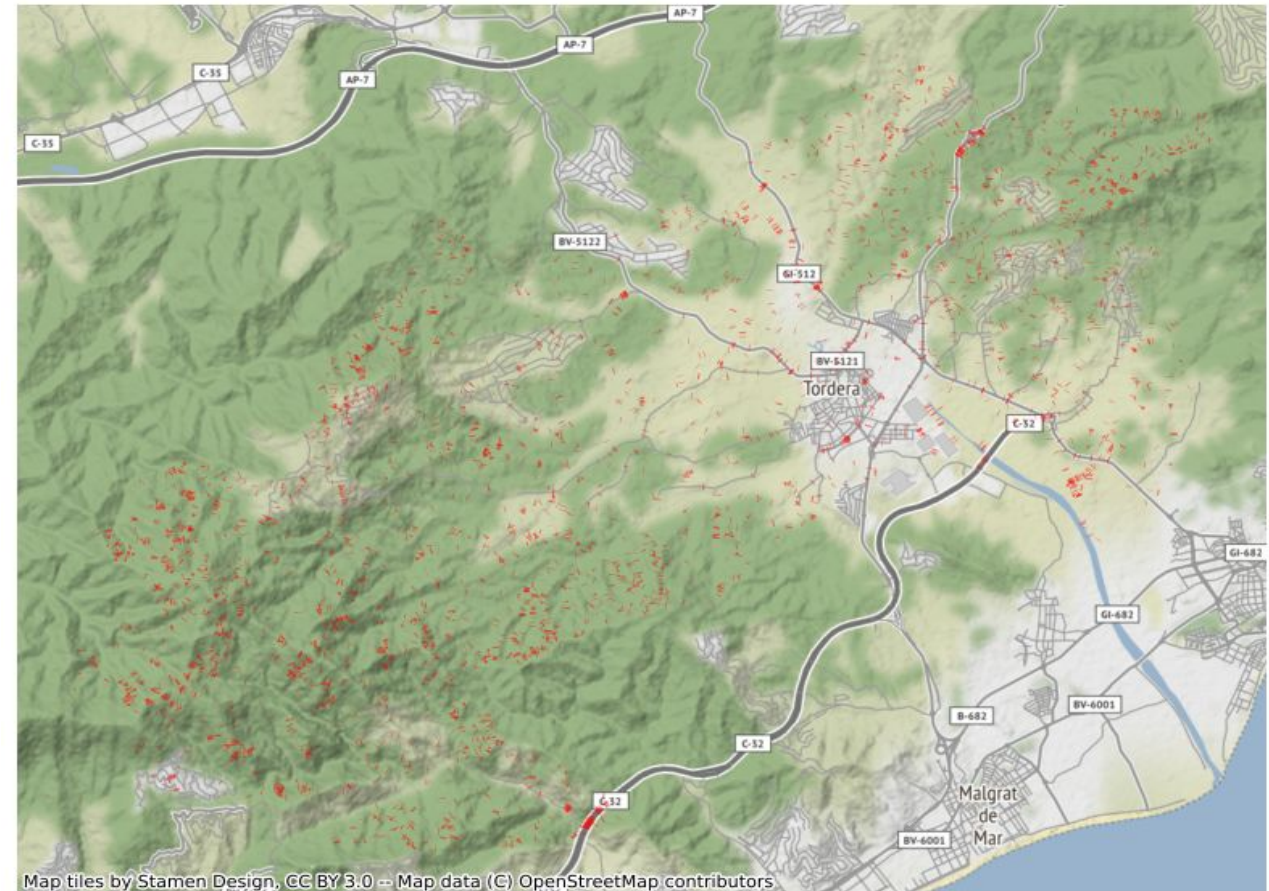 AP-7
AP-7
C-35
AP-7
C-35
BV-5122
GI-512
BV-5121
Tordera
C-32
GI-682
GI-682
BV-6001
B-682
C-32
Malgrat
de
Mar
C-32
BV-6001
Map tiles by Stamen Design, CC BY 3.0 -- Map data (C) OpenStreetMap contributors